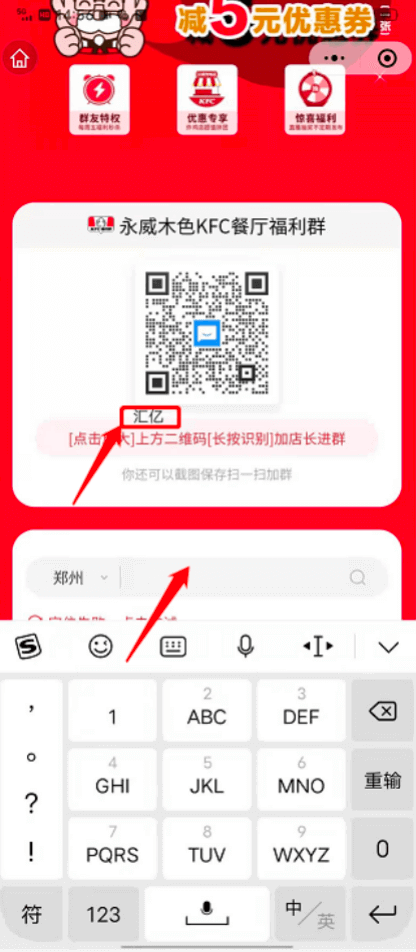 减5元优惠券
群友特权
优惠专享
惊喜福利
KFC
永威木色KFC餐厅福利群
汇亿
[点击
大]上方二维码[长按识别]加店长进群
你还可以截图保存扫一扫加群
郑州
，
。
?
!
1
2
ABC
3
DEF
4
GHI
5
JKL
6
MNO
重输
7
PQRS
8
TUV
9
WXYZ
0
符
123
中/英